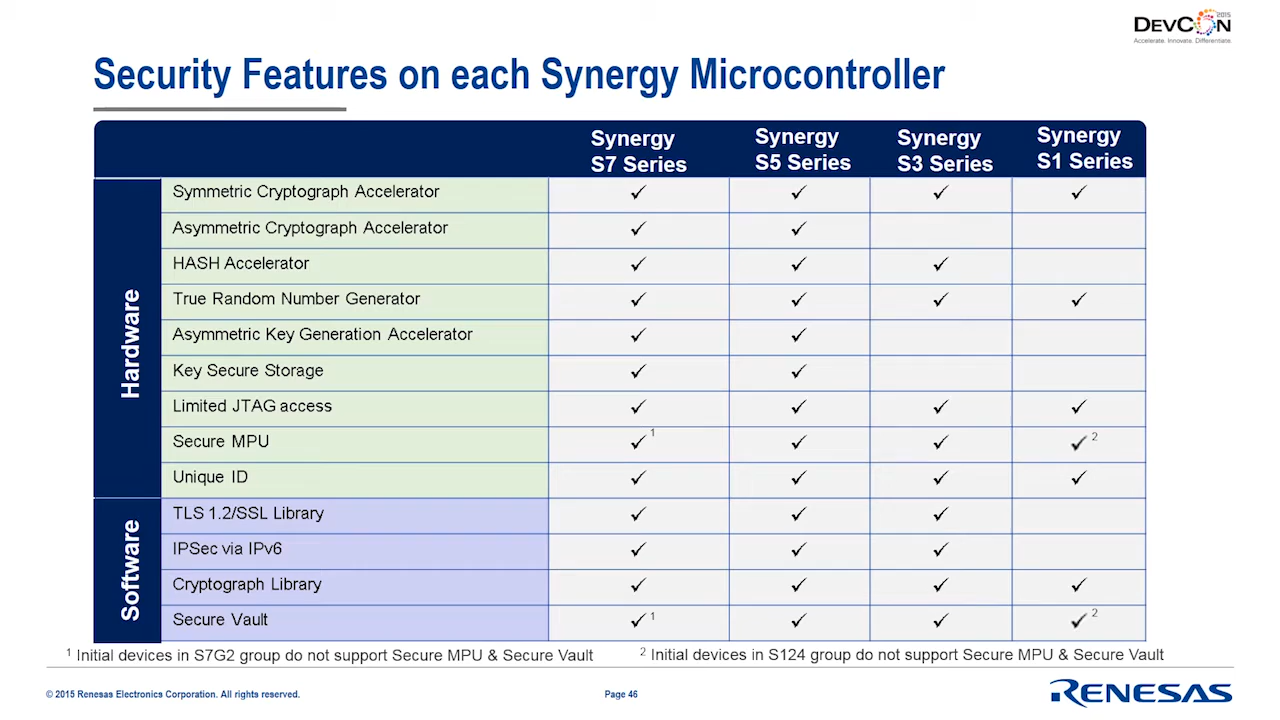 DEVCON 2015
Accelerate. Innovate. Differentiate.
Security Features on each Synergy Microcontroller
Synergy S7 Series
Synergy S5 Series
Synergy S3 Series
Synergy S1 Series
Hardware
Symmetric Cryptograph Accelerator ✓ ✓ ✓ ✓
Asymmetric Cryptograph Accelerator ✓ ✓
HASH Accelerator ✓ ✓ ✓
True Random Number Generator ✓ ✓ ✓ ✓
Asymmetric Key Generation Accelerator ✓ ✓
Key Secure Storage ✓ ✓
Limited JTAG access ✓ ✓ ✓ ✓
Secure MPU ✓ 1 ✓ ✓ ✓ 2
Unique ID ✓ ✓ ✓ ✓
Software
TLS 1.2/SSL Library ✓ ✓ ✓
IPSec via IPv6 ✓ ✓ ✓
Cryptograph Library ✓ ✓ ✓ ✓
Secure Vault ✓ 1 ✓ ✓ ✓ 2
1 Initial devices in S7G2 group do not support Secure MPU & Secure Vault
2 Initial devices in S124 group do not support Secure MPU & Secure Vault
© 2015 Renesas Electronics Corporation. All rights reserved.
Page 46
RENESAS